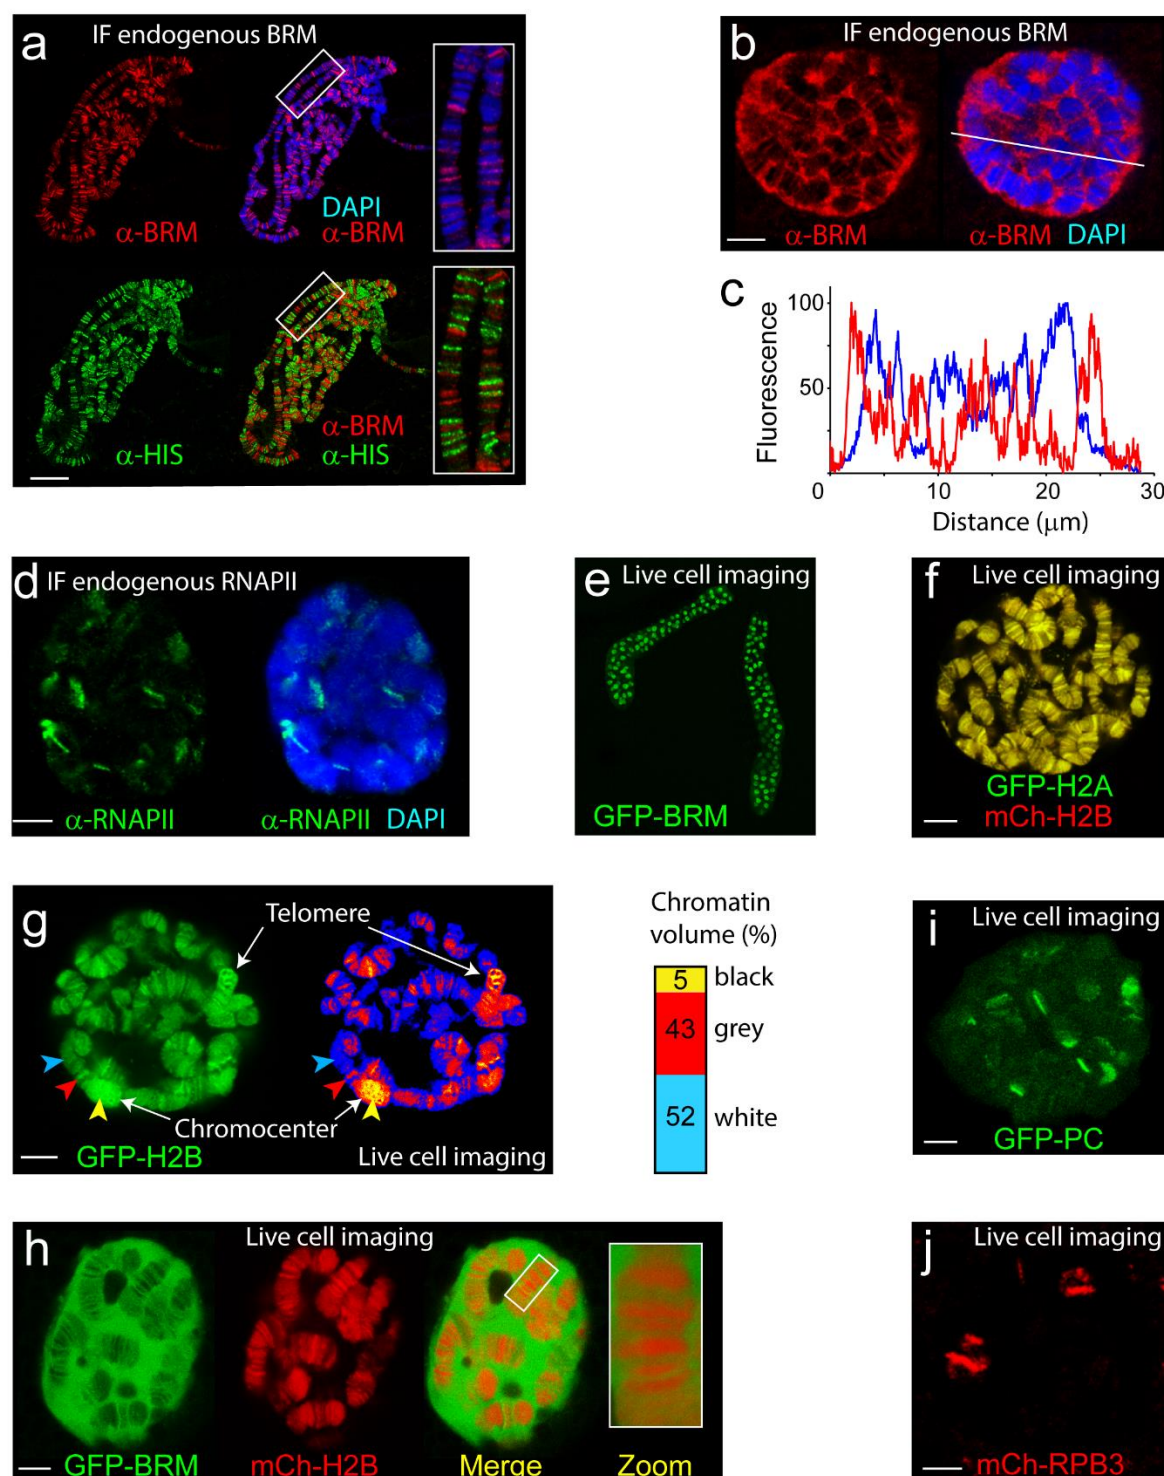 a
IF endogenous BRM
DAPI
α-BRM
α-BRM
α-BRM
α-HIS
α-HIS
b
IF endogenous BRM
α-BRM
α-BRM DAPI
c
Fluorescence
100
50
0
0 10 20 30
Distance (μm)
d
IF endogenous RNAPII
α-RNAPII
α-RNAPII DAPI
e
Live cell imaging
GFP-BRM
f
Live cell imaging
GFP-H2A
mCh-H2B
g
Telomere
Chromocenter
GFP-H2B
Live cell imaging
Chromatin
volume (%)
5 black
43 grey
52 white
i
Live cell imaging
GFP-PC
h
Live cell imaging
GFP-BRM
mCh-H2B
Merge
Zoom
j
Live cell imaging
mCh-RPB3